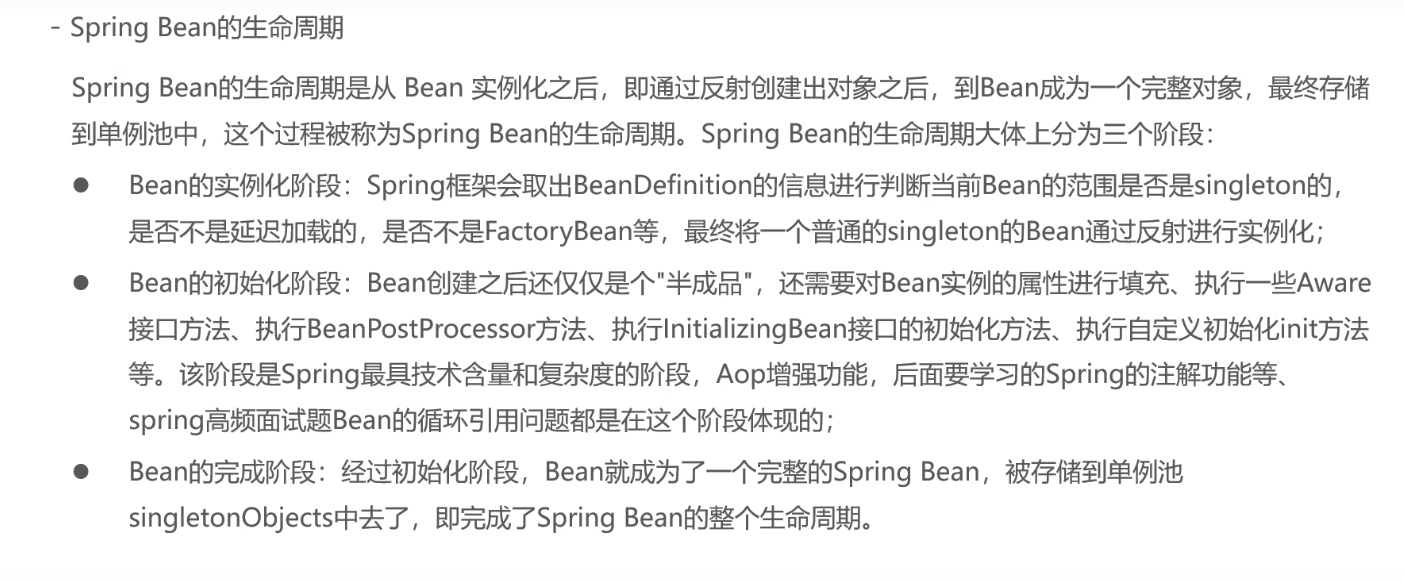 - Spring Bean的生命周期
Spring Bean的生命周期是从 Bean 实例化之后，即通过反射创建出对象之后，到Bean成为一个完整对象，最终存储
到单例池中，这个过程被称为Spring Bean的生命周期。Spring Bean的生命周期大体上分为三个阶段：
● Bean的实例化阶段：Spring框架会取出BeanDefinition的信息进行判断当前Bean的范围是否是singleton的，
是否不是延迟加载的，是否不是FactoryBean等，最终将一个普通的singleton的Bean通过反射进行实例化；
● Bean的初始化阶段：Bean创建之后还仅仅是个"半成品"，还需要对Bean实例的属性进行填充、执行一些Aware
接口方法、执行BeanPostProcessor方法、执行InitializingBean接口的初始化方法、执行自定义初始化init方法
等。该阶段是Spring最具技术含量和复杂度的阶段，Aop增强功能，后面要学习的Spring的注解功能等、
spring高频面试题Bean的循环引用问题都是在这个阶段体现的；
● Bean的完成阶段：经过初始化阶段，Bean就成为了一个完整的Spring Bean，被存储到单例池
singletonObjects中去了，即完成了Spring Bean的整个生命周期。